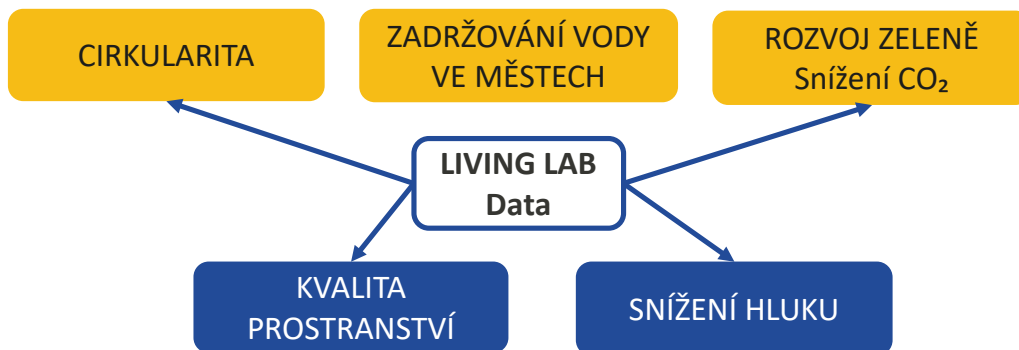 CIRKULARITA
ZADRŽOVÁNÍ VODY
VE MĚSTECH
ROZVOJ ZELENĚ
Snížení CO₂
LIVING LAB
Data
KVALITA
PROSTRANSTVÍ
SNÍŽENÍ HLUKU